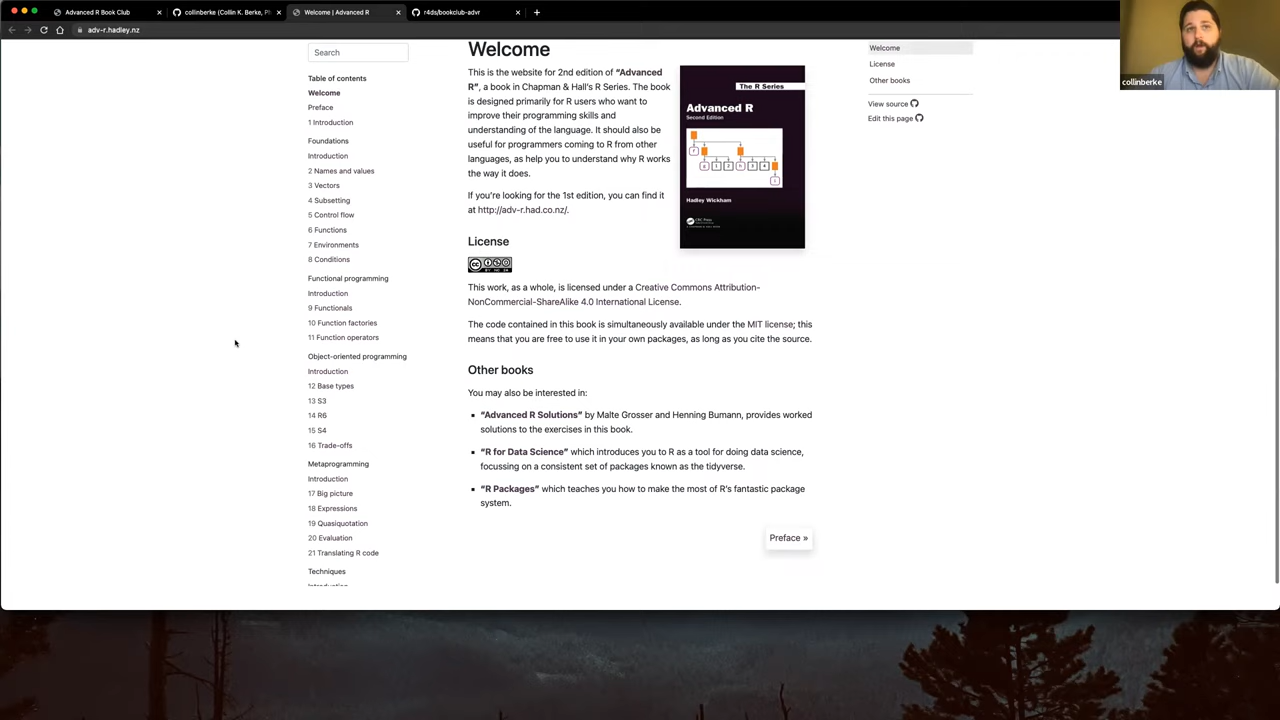 Advanced R Book Club
collinberke (Collin K. Berke, P
Welcome | Advanced R
r4ds/bookclub-advr
adv-r.hadley.nz
collinberke
Search
Table of contents
Welcome
Preface
1 Introduction
Foundations
Introduction
2 Names and values
3 Vectors
4 Subsetting
5 Control flow
6 Functions
7 Environments
8 Conditions
Functional programming
Introduction
9 Functionals
10 Function factories
11 Function operators
Object-oriented programming
Introduction
12 Base types
13 S3
14 R6
15 S4
16 Trade-offs
Metaprogramming
Introduction
17 Big picture
18 Expressions
19 Quasiquotation
20 Evaluation
21 Translating R code
Techniques
Introduction
Welcome
This is the website for 2nd edition of “Advanced
R”, a book in Chapman & Hall’s R Series. The book
is designed primarily for R users who want to
improve their programming skills and
understanding of the language. It should also be
useful for programmers coming to R from other
languages, as help you to understand why R works
the way it does.
If you’re looking for the 1st edition, you can find it
at http://adv-r.had.co.nz/.
The R Series
Advanced R
Second Edition
f
g
1
2
h
3
4
i
Hadley Wickham
CRC Press
License
CC BY NC SA
This work, as a whole, is licensed under a Creative Commons Attribution-
NonCommercial-ShareAlike 4.0 International License.
The code contained in this book is simultaneously available under the MIT license; this
means that you are free to use it in your own packages, as long as you cite the source.
Other books
You may also be interested in:
“Advanced R Solutions” by Malte Grosser and Henning Bumann, provides worked
solutions to the exercises in this book.
“R for Data Science” which introduces you to R as a tool for doing data science,
focussing on a consistent set of packages known as the tidyverse.
“R Packages” which teaches you how to make the most of R’s fantastic package
system.
Preface »
Welcome
License
Other books
View source
Edit this page